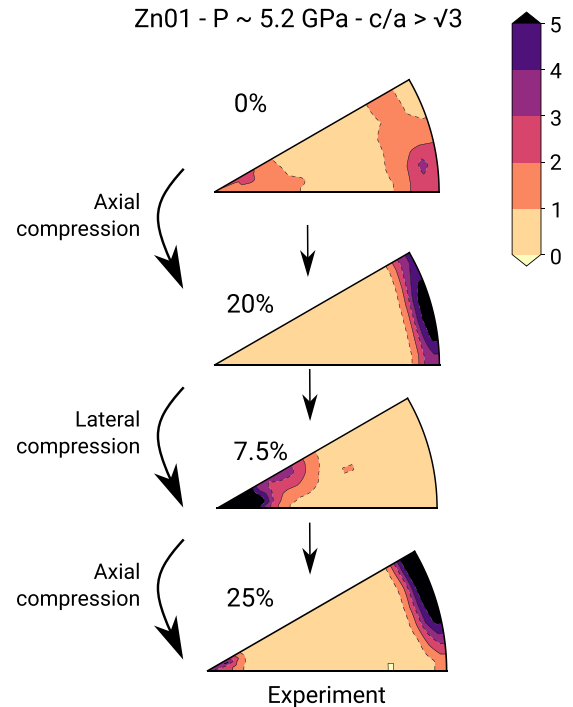 Zn01 - P ~ 5.2 GPa - c/a > √3
5
4
3
2
1
0
0%
Axial
compression
20%
Lateral
compression
7.5%
Axial
compression
25%
Experiment